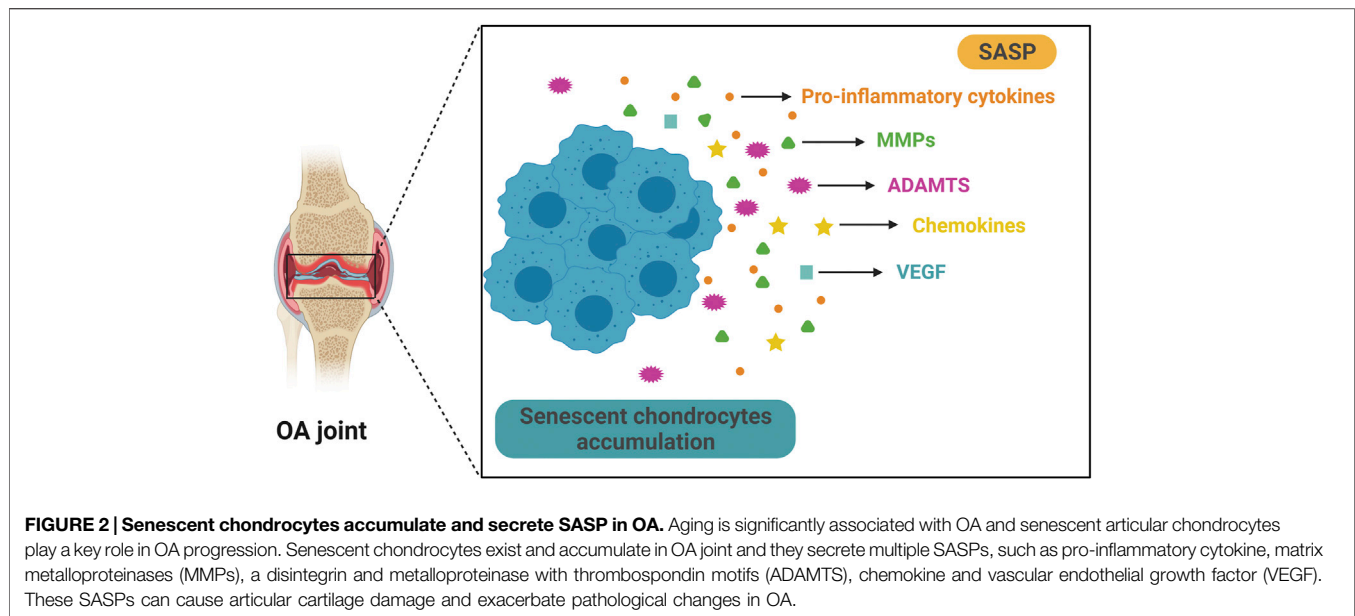 SASP
Pro-inflammatory cytokines
MMPs
ADAMTS
Chemokines
VEGF
OA joint
Senescent chondrocytes
accumulation
FIGURE 2 | Senescent chondrocytes accumulate and secrete SASP in OA. Aging is significantly associated with OA and senescent articular chondrocytes
play a key role in OA progression. Senescent chondrocytes exist and accumulate in OA joint and they secrete multiple SASPs, such as pro-inflammatory cytokine, matrix
metalloproteinases (MMPs), a disintegrin and metalloproteinase with thrombospondin motifs (ADAMTS), chemokine and vascular endothelial growth factor (VEGF).
These SASPs can cause articular cartilage damage and exacerbate pathological changes in OA.